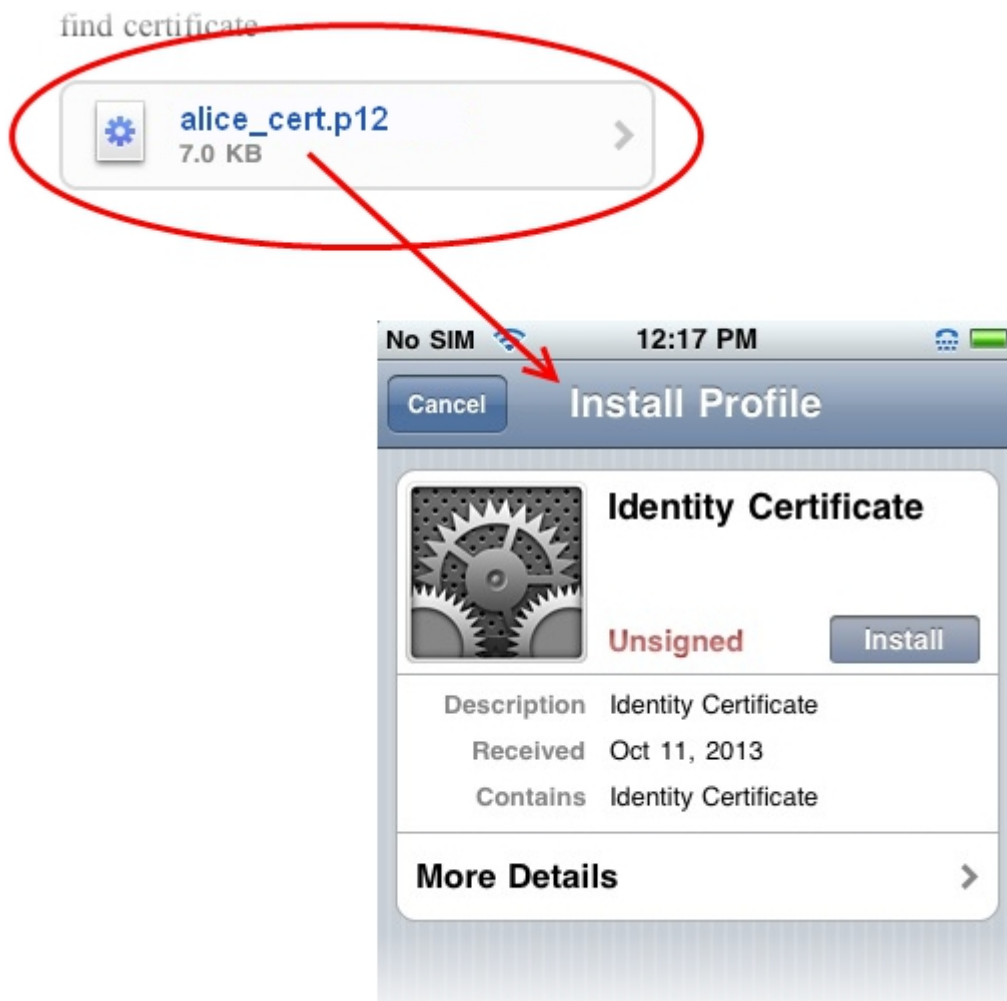 find certificate
alice_cert.p12
7.0 KB
No SIM 12:17 PM
Cancel Install Profile
Identity Certificate
Unsigned Install
Description Identity Certificate
Received Oct 11, 2013
Contains Identity Certificate
More Details